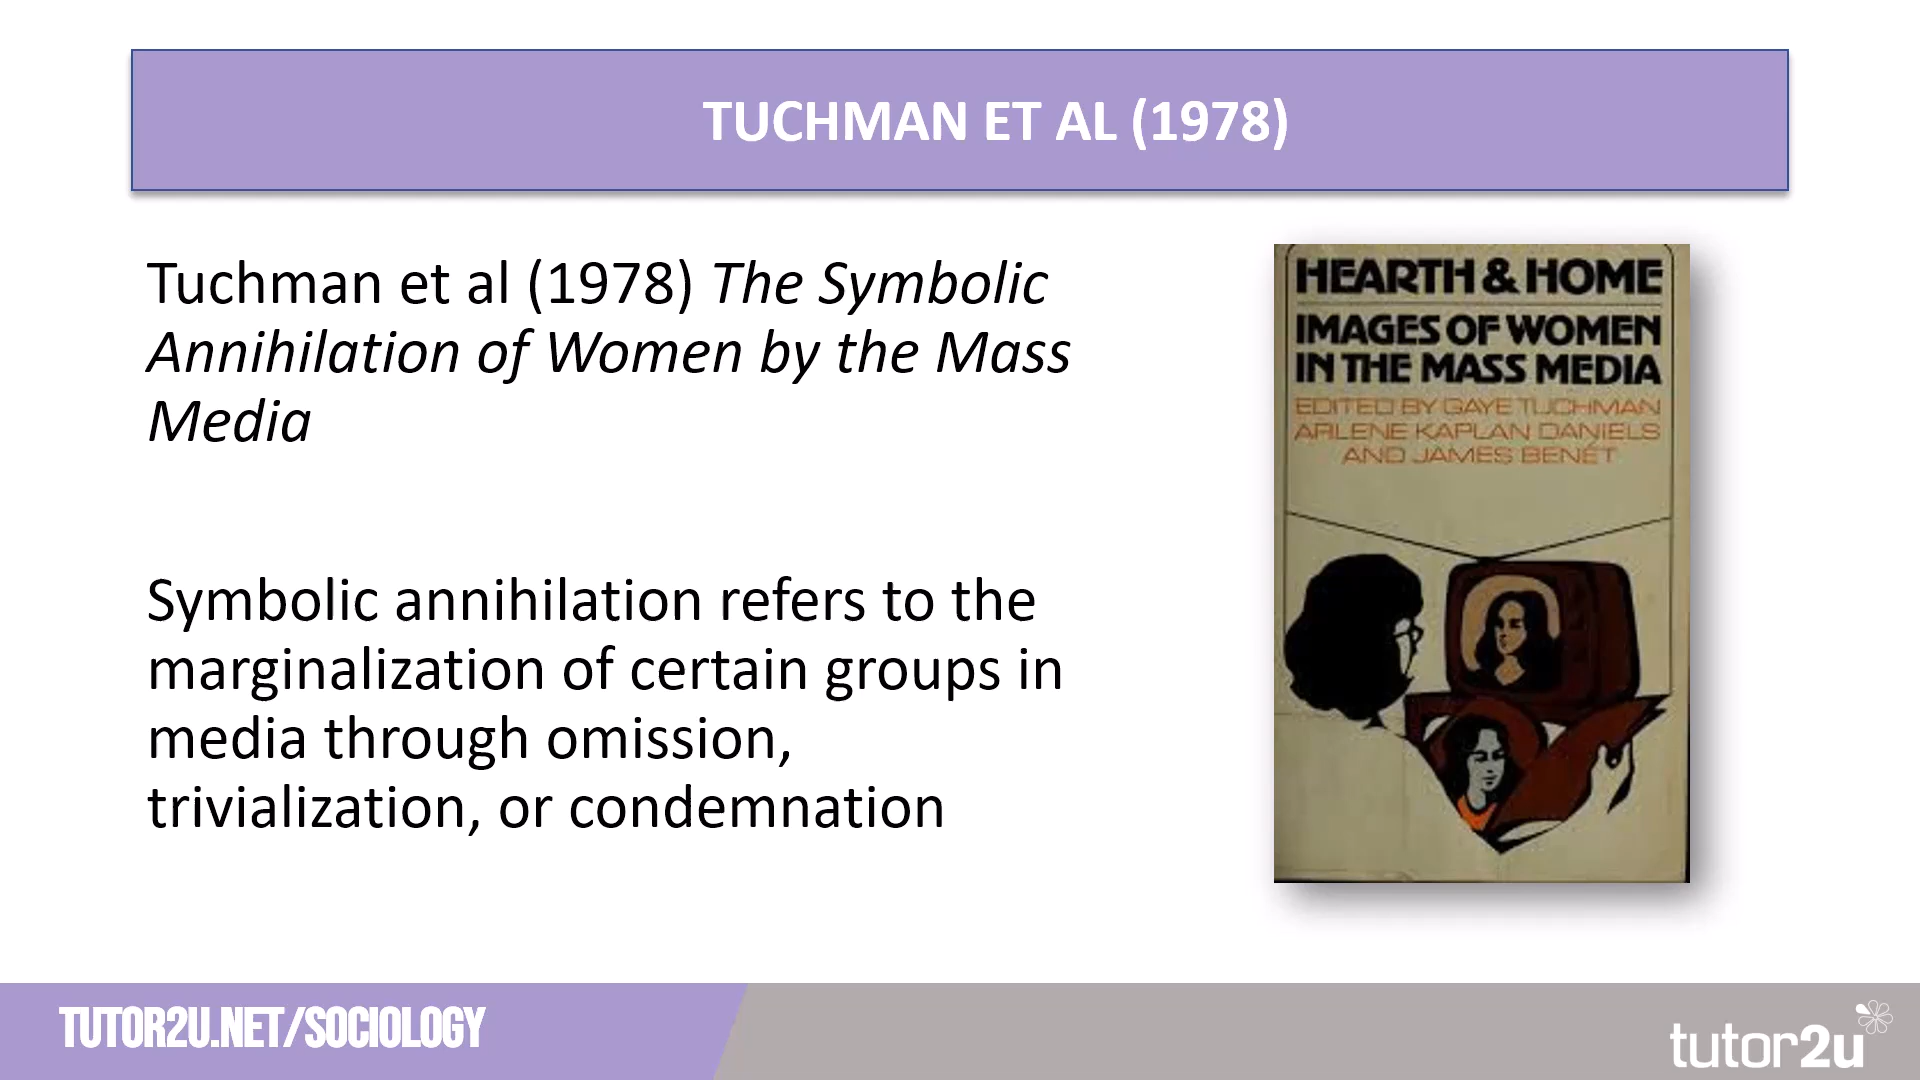 TUCHMAN ET AL (1978)
Tuchman et al (1978) The Symbolic
Annihilation of Women by the Mass
Media
Symbolic annihilation refers to the
marginalization of certain groups in
media through omission,
trivialization, or condemnation
HEARTH & HOME
IMAGES OF WOMEN
IN THE MASS MEDIA
EDITED BY GAYE TUCHMAN
ARLENE KAPLAN DANIELS
AND JAMES BENÉT
TUTOR2U.NET/SOCIOLOGY
tutor2u